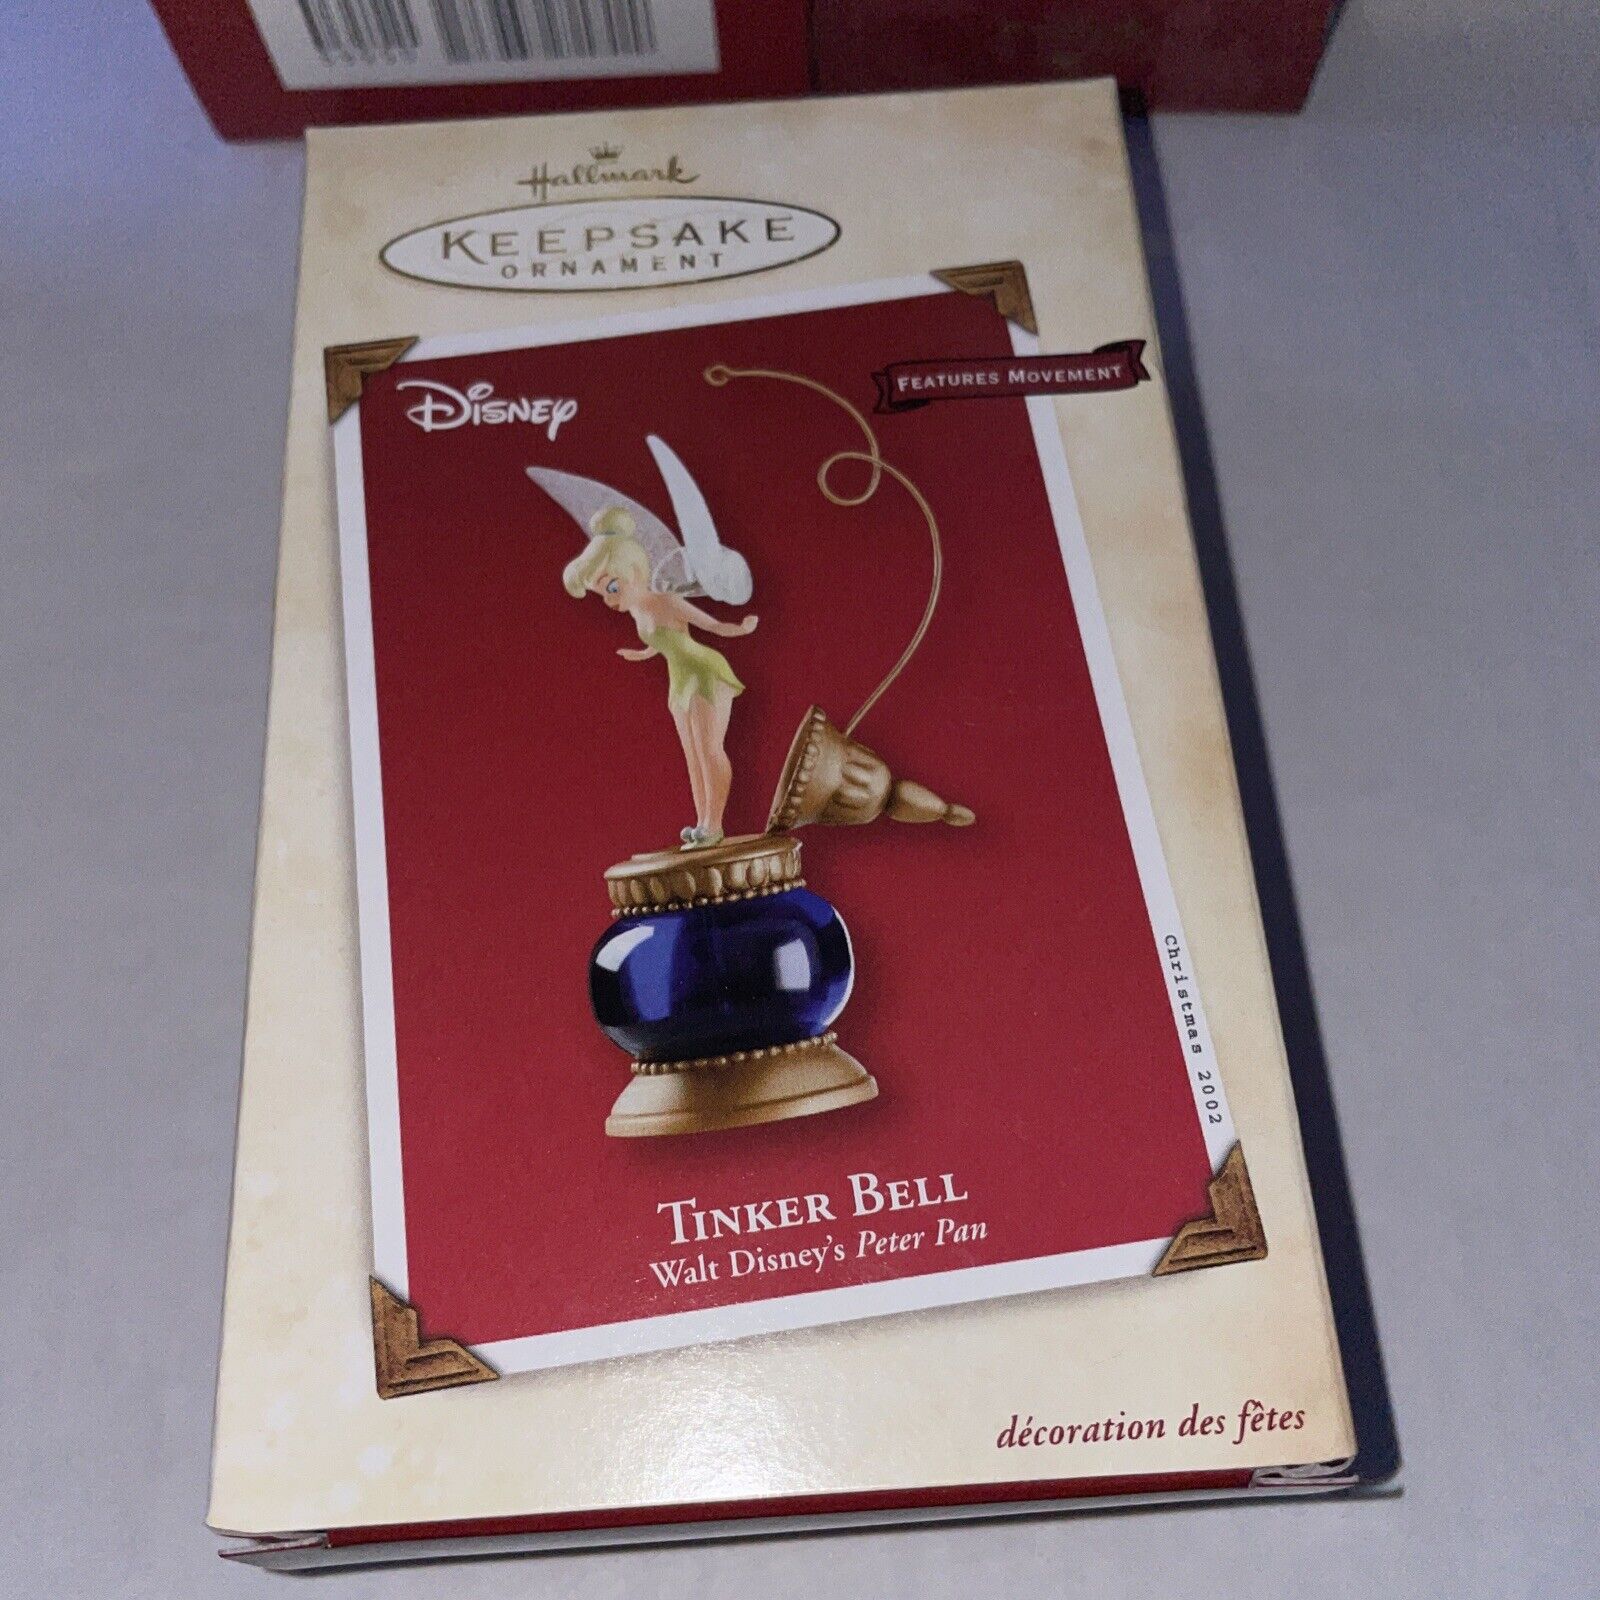 Hallmark
KEEPSAKE
ORNAMENT
DISNEY
FEATURES MOVEMENT
Christmas 2002
TINKER BELL
Walt Disney's Peter Pan
décoration des fêtes